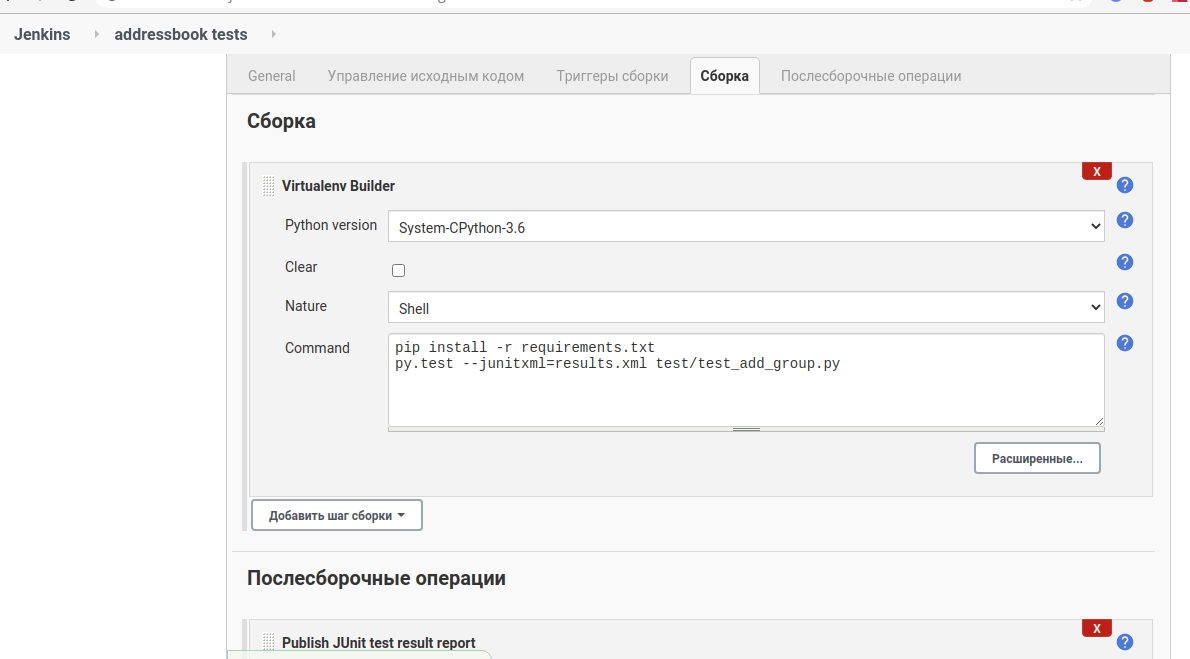 Jenkins addressbook tests
General Управление исходным кодом Триггеры сборки Сборка Послесборочные операции
Сборка
X
Virtualenv Builder ?
Python version System-CPython-3.6 ?
Clear ?
Nature Shell ?
Command ?
pip install -r requirements.txt
py.test --junitxml=results.xml test/test_add_group.py
Расширенные...
Добавить шаг сборки
Послесборочные операции
X
Publish JUnit test result report ?